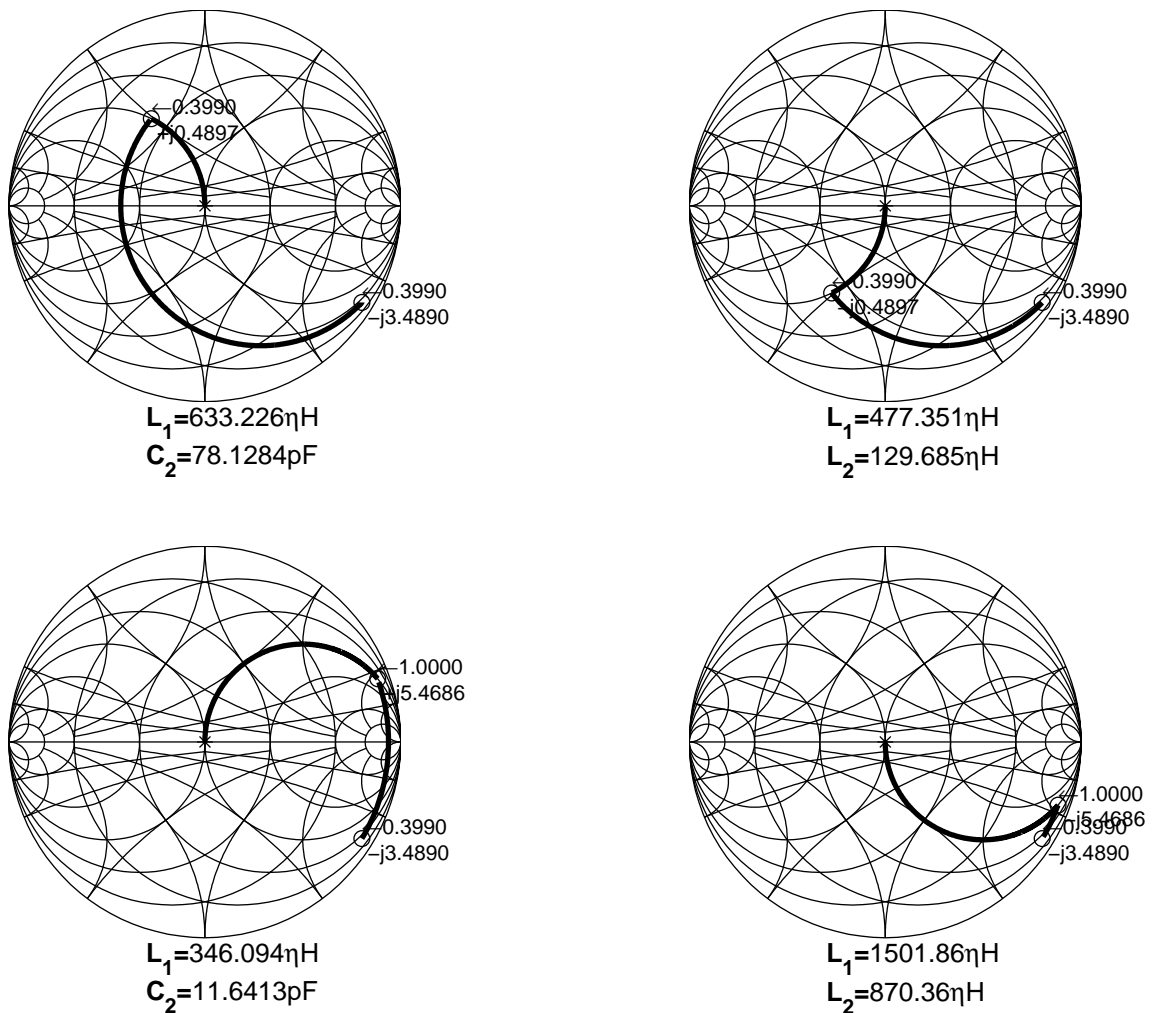 ←0.3990
+j0.4897
←0.3990
−j3.4890
L1=633.226ηH
C2=78.1284pF
←0.3990
−j0.4897
←0.3990
−j3.4890
L1=477.351ηH
L2=129.685ηH
←1.0000
+j5.4686
←0.3990
−j3.4890
L1=346.094ηH
C2=11.6413pF
←1.0000
−j5.4686
←0.3990
−j3.4890
L1=1501.86ηH
L2=870.36ηH